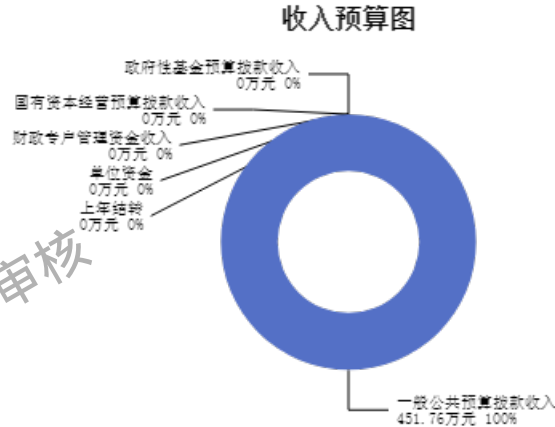 收入预算图
政府性基金预算拨款收入
0万元 0%
国有资本经营预算拨款收入
0万元 0%
财政专户管理资金收入
0万元 0%
单位资金
0万元 0%
上年结转
0万元 0%
审核
一般公共预算拨款收入
451.76万元 100%